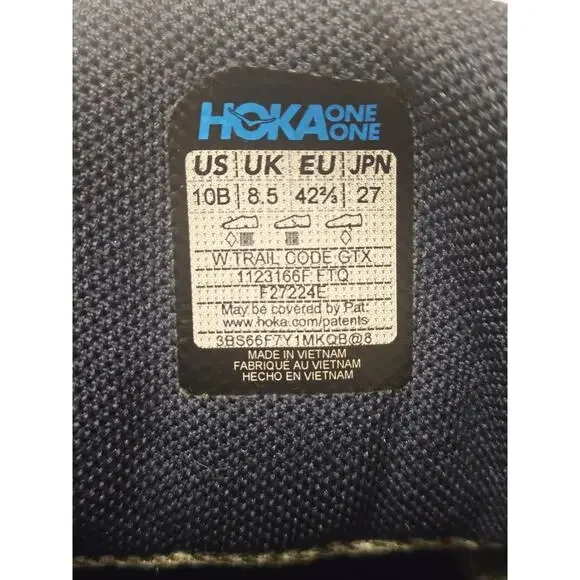 HOKA ONE ONE
US UK EU JPN
10B 8.5 42⅔ 27
W TRAIL CODE GTX
1123166F FTQ
F27224E
May be covered by Pat.
www.hoka.com/patents
3BS66F7Y1MKQB@8
MADE IN VIETNAM
FABRIQUE AU VIETNAM
HECHO EN VIETNAM